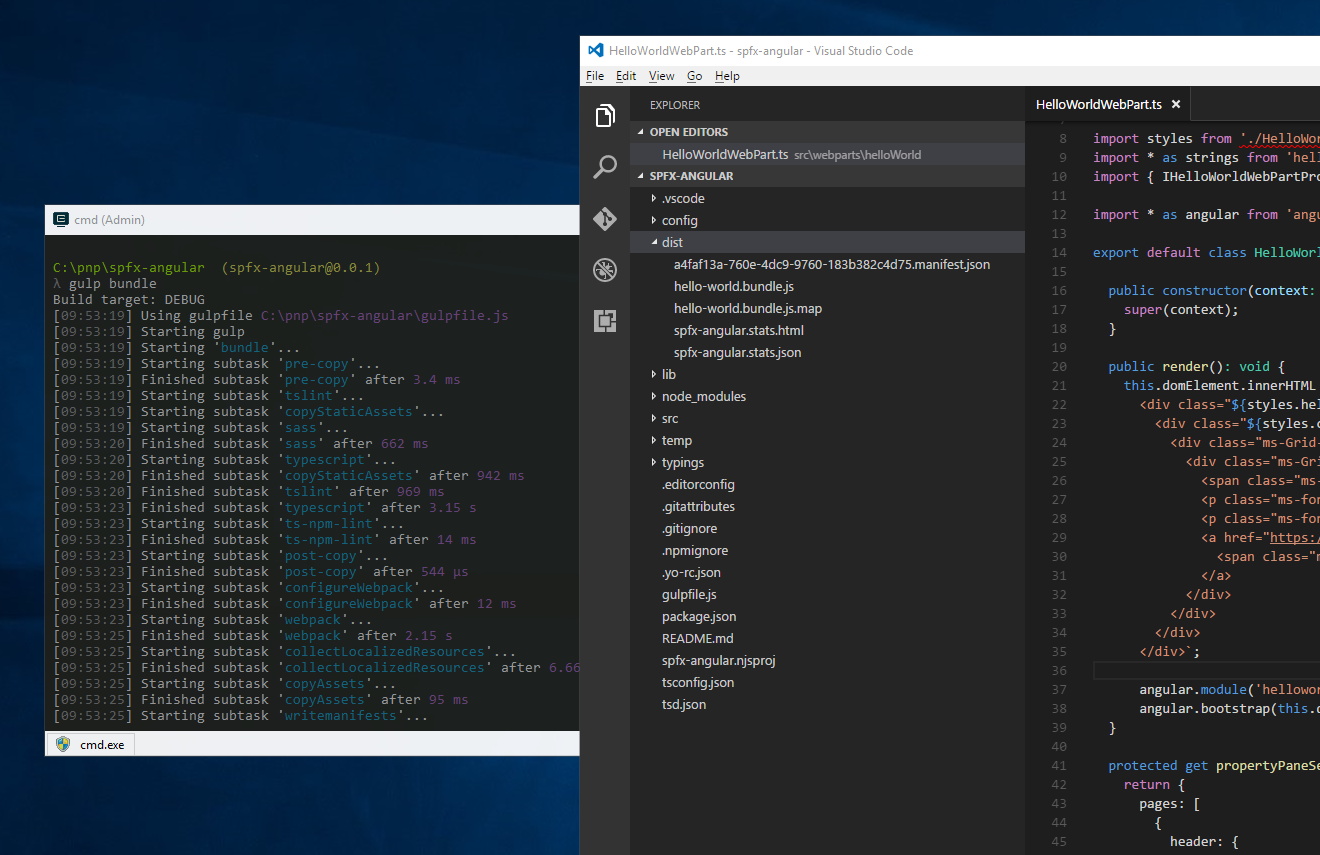 cmd (Admin)
C:\pnp\spfx-angular (spfx-angular@0.0.1)
λ gulp bundle
Build target: DEBUG
[09:53:19] Using gulpfile C:\pnp\spfx-angular\gulpfile.js
[09:53:19] Starting gulp
[09:53:19] Starting 'bundle'...
[09:53:19] Starting subtask 'pre-copy'...
[09:53:19] Finished subtask 'pre-copy' after 3.4 ms
[09:53:19] Starting subtask 'tslint'...
[09:53:19] Starting subtask 'copyStaticAssets'...
[09:53:19] Starting subtask 'sass'...
[09:53:20] Finished subtask 'sass' after 662 ms
[09:53:20] Starting subtask 'typescript'...
[09:53:20] Finished subtask 'copyStaticAssets' after 942 ms
[09:53:20] Finished subtask 'tslint' after 969 ms
[09:53:23] Finished subtask 'typescript' after 3.15 s
[09:53:23] Starting subtask 'ts-npm-lint'...
[09:53:23] Finished subtask 'ts-npm-lint' after 14 ms
[09:53:23] Starting subtask 'post-copy'...
[09:53:23] Finished subtask 'post-copy' after 544 μs
[09:53:23] Starting subtask 'configureWebpack'...
[09:53:23] Finished subtask 'configureWebpack' after 12 ms
[09:53:23] Starting subtask 'webpack'...
[09:53:25] Finished subtask 'webpack' after 2.15 s
[09:53:25] Starting subtask 'collectLocalizedResources'...
[09:53:25] Finished subtask 'collectLocalizedResources' after 6.66
[09:53:25] Starting subtask 'copyAssets'...
[09:53:25] Finished subtask 'copyAssets' after 95 ms
[09:53:25] Starting subtask 'writemanifests'...
cmd.exe
HelloWorldWebPart.ts - spfx-angular - Visual Studio Code
File Edit View Go Help
EXPLORER
OPEN EDITORS
HelloWorldWebPart.ts src\webparts\helloWorld
SPFX-ANGULAR
.vscode
config
dist
a4faf13a-760e-4dc9-9760-183b382c4d75.manifest.json
hello-world.bundle.js
hello-world.bundle.js.map
spfx-angular.stats.html
spfx-angular.stats.json
lib
node_modules
src
temp
typings
.editorconfig
.gitattributes
.gitignore
.npmignore
.yo-rc.json
gulpfile.js
package.json
README.md
spfx-angular.njsproj
tsconfig.json
tsd.json
HelloWorldWebPart.ts
8 import styles from './HelloWor
9 import * as strings from 'hell
10 import { IHelloWorldWebPartPro
11
12 import * as angular from 'angu
13
14 export default class HelloWorl
15
16 public constructor(context:
17 super(context);
18 }
19
20 public render(): void {
21 this.domElement.innerHTML
22 <div class="${styles.hel
23 <div class="${styles.c
24 <div class="ms-Grid-
25 <div class="ms-Gri
26 <span class="ms-
27 <p class="ms-for
28 <p class="ms-for
29 <a href="https:/
30 <span class="m
31 </a>
32 </div>
33 </div>
34 </div>
35 </div>`;
36
37 angular.module('hellowor
38 angular.bootstrap(this.d
39 }
40
41 protected get propertyPaneSe
42 return {
43 pages: [
44 {
45 header: {